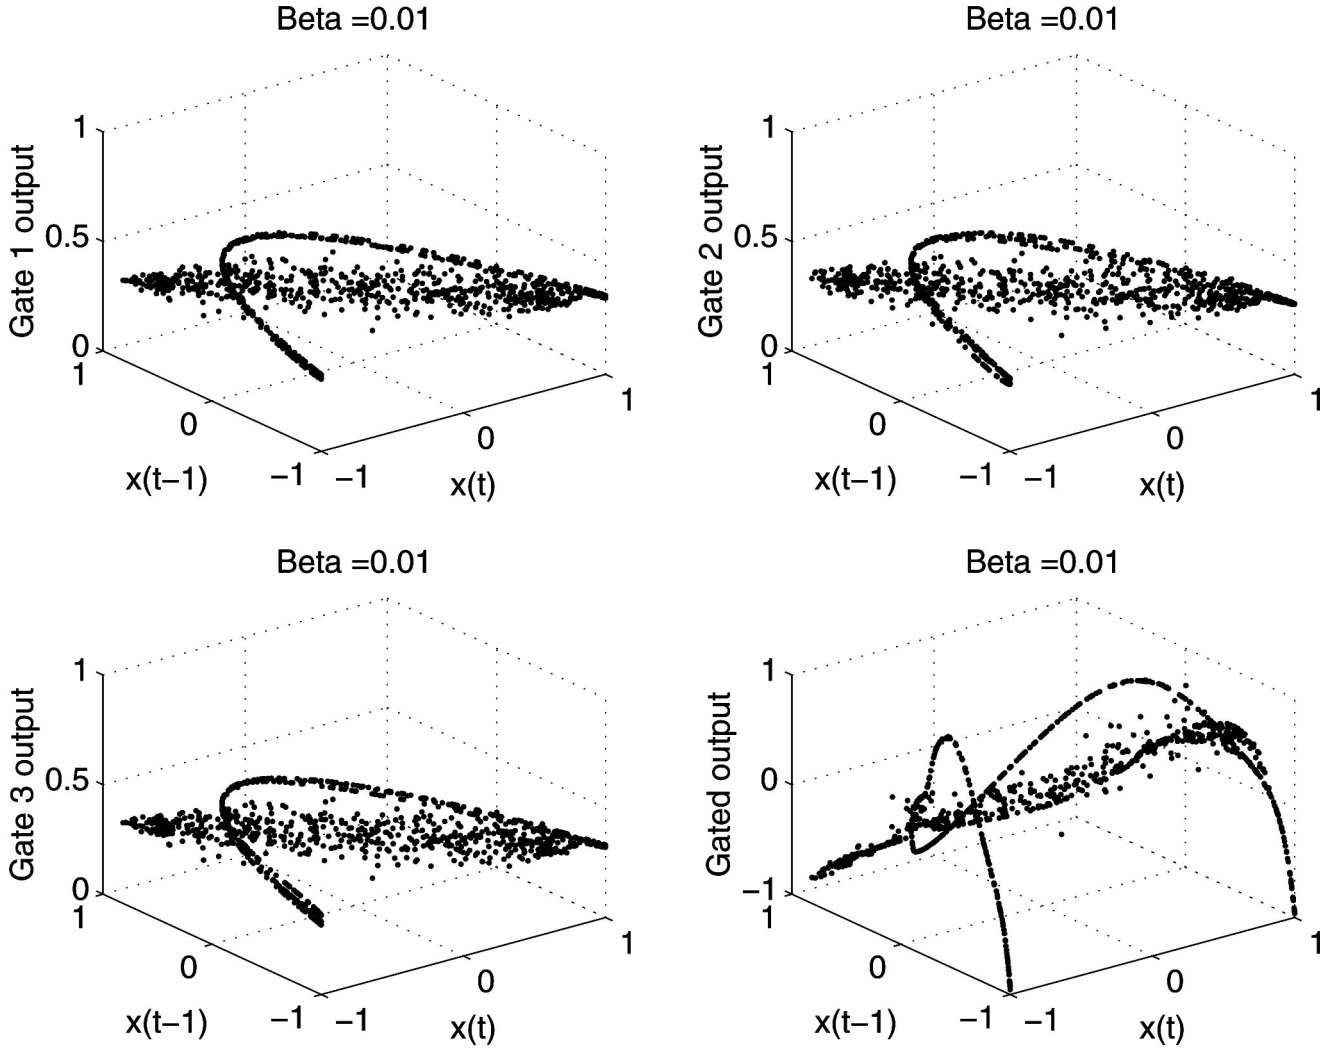 Beta =0.01
Gate 1 output
1
0.5
0
1
0
−1
x(t−1)
−1
0
1
x(t)
Beta =0.01
Gate 2 output
1
0.5
0
1
0
−1
x(t−1)
−1
0
1
x(t)
Beta =0.01
Gate 3 output
1
0.5
0
1
0
−1
x(t−1)
−1
0
1
x(t)
Beta =0.01
Gated output
1
0
−1
1
0
−1
x(t−1)
−1
0
1
x(t)